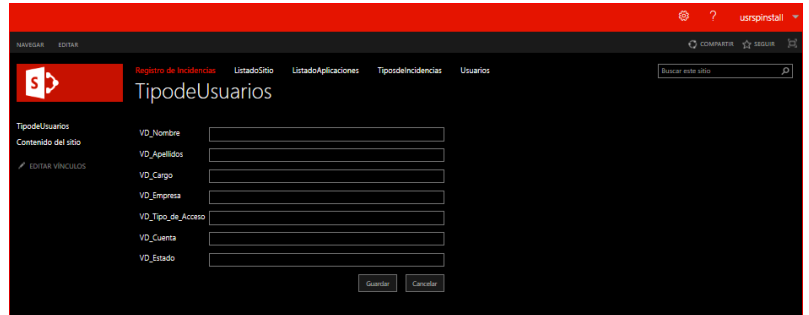 ? usrspinstall
NAVEGAR EDITAR COMPARTIR SEGUIR
Registro de Incidencias ListadoSitio ListadoAplicaciones TiposdeIncidencias Usuarios Buscar este sitio
S
TipodeUsuarios
TipodeUsuarios
Contenido del sitio
EDITAR VÍNCULOS
VD_Nombre
VD_Apellidos
VD_Cargo
VD_Empresa
VD_Tipo_de_Acceso
VD_Cuenta
VD_Estado
Guardar Cancelar